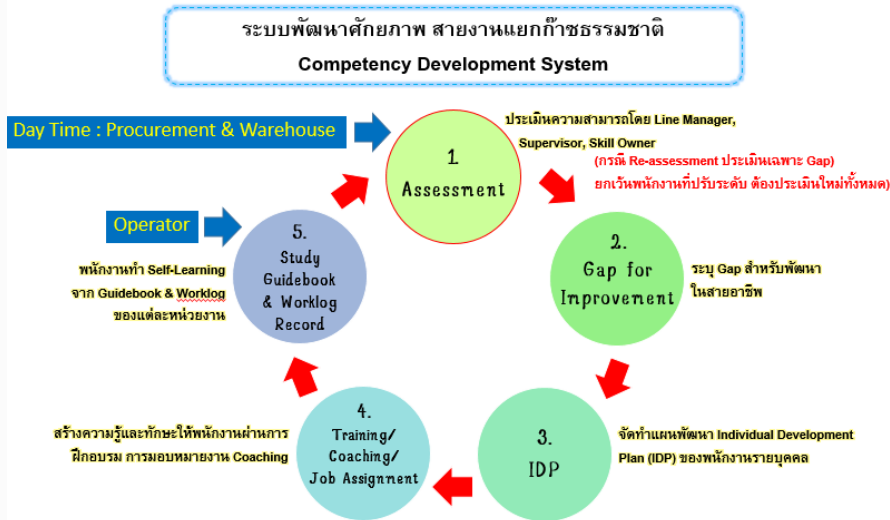 ระบบพัฒนาศักยภาพ สายงานแยกก๊าซธรรมชาติ
Competency Development System
Day Time : Procurement & Warehouse
1.
Assessment
ประเมินความสามารถโดย Line Manager,
Supervisor, Skill Owner
(กรณี Re-assessment ประเมินเฉพาะ Gap)
ยกเว้นพนักงานที่ปรับระดับ ต้องประเมินใหม่ทั้งหมด)
2.
Gap for
Improvement
ระบุ Gap สำหรับพัฒนา
ในสายอาชีพ
3.
IDP
จัดทำแผนพัฒนา Individual Development
Plan (IDP) ของพนักงานรายบุคคล
4.
Training/
Coaching/
Job Assignment
สร้างความรู้และทักษะให้พนักงานผ่านการ
ฝึกอบรม การมอบหมายงาน Coaching
Operator
5.
Study
Guidebook
& Worklog
Record
พนักงานทำ Self-Learning
จาก Guidebook & Worklog
ของแต่ละหน่วยงาน